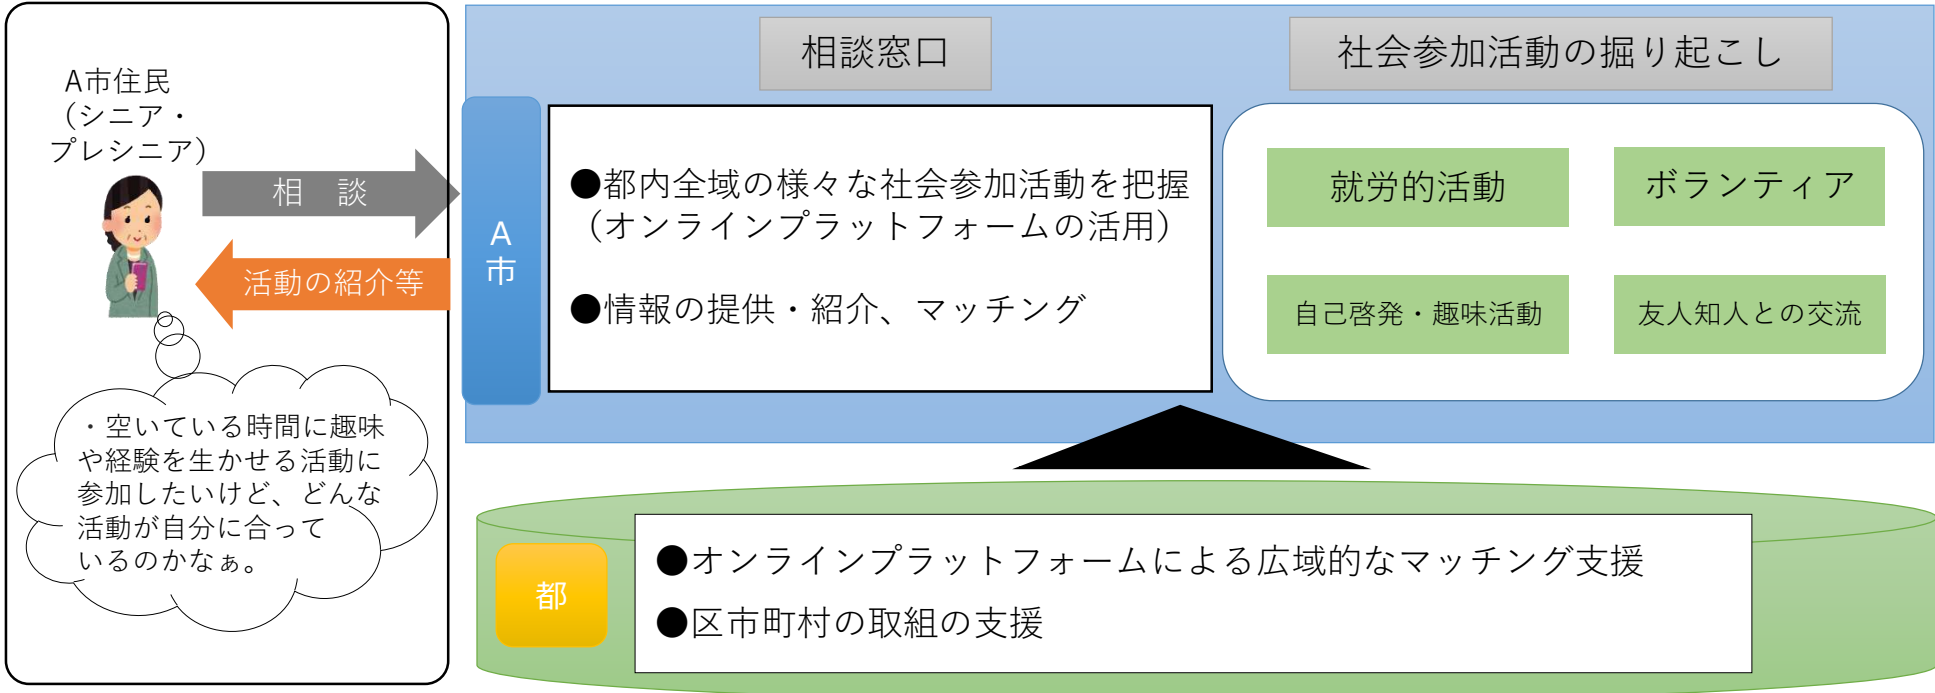 A市住民
（シニア・
プレシニア）
相　談
活動の紹介等
・空いている時間に趣味
や経験を生かせる活動に
参加したいけど、どんな
活動が自分に合って
いるのかなぁ。
A
市
相談窓口
●都内全域の様々な社会参加活動を把握
（オンラインプラットフォームの活用）
●情報の提供・紹介、マッチング
社会参加活動の掘り起こし
就労的活動
ボランティア
自己啓発・趣味活動
友人知人との交流
都
●オンラインプラットフォームによる広域的なマッチング支援
●区市町村の取組の支援